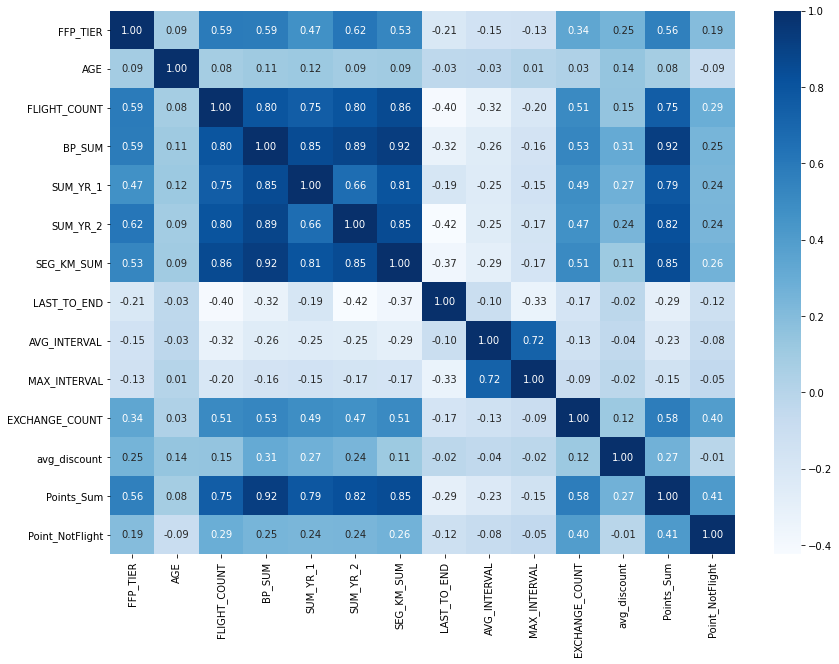 FFP_TIER 1.00 0.09 0.59 0.59 0.47 0.62 0.53 -0.21 -0.15 -0.13 0.34 0.25 0.56 0.19
AGE 0.09 1.00 0.08 0.11 0.12 0.09 0.09 -0.03 -0.03 0.01 0.03 0.14 0.08 -0.09
FLIGHT_COUNT 0.59 0.08 1.00 0.80 0.75 0.80 0.86 -0.40 -0.32 -0.20 0.51 0.15 0.75 0.29
BP_SUM 0.59 0.11 0.80 1.00 0.85 0.89 0.92 -0.32 -0.26 -0.16 0.53 0.31 0.92 0.25
SUM_YR_1 0.47 0.12 0.75 0.85 1.00 0.66 0.81 -0.19 -0.25 -0.15 0.49 0.27 0.79 0.24
SUM_YR_2 0.62 0.09 0.80 0.89 0.66 1.00 0.85 -0.42 -0.25 -0.17 0.47 0.24 0.82 0.24
SEG_KM_SUM 0.53 0.09 0.86 0.92 0.81 0.85 1.00 -0.37 -0.29 -0.17 0.51 0.11 0.85 0.26
LAST_TO_END -0.21 -0.03 -0.40 -0.32 -0.19 -0.42 -0.37 1.00 -0.10 -0.33 -0.17 -0.02 -0.29 -0.12
AVG_INTERVAL -0.15 -0.03 -0.32 -0.26 -0.25 -0.25 -0.29 -0.10 1.00 0.72 -0.13 -0.04 -0.23 -0.08
MAX_INTERVAL -0.13 0.01 -0.20 -0.16 -0.15 -0.17 -0.17 -0.33 0.72 1.00 -0.09 -0.02 -0.15 -0.05
EXCHANGE_COUNT 0.34 0.03 0.51 0.53 0.49 0.47 0.51 -0.17 -0.13 -0.09 1.00 0.12 0.58 0.40
avg_discount 0.25 0.14 0.15 0.31 0.27 0.24 0.11 -0.02 -0.04 -0.02 0.12 1.00 0.27 -0.01
Points_Sum 0.56 0.08 0.75 0.92 0.79 0.82 0.85 -0.29 -0.23 -0.15 0.58 0.27 1.00 0.41
Point_NotFlight 0.19 -0.09 0.29 0.25 0.24 0.24 0.26 -0.12 -0.08 -0.05 0.40 -0.01 0.41 1.00
FFP_TIER
AGE
FLIGHT_COUNT
BP_SUM
SUM_YR_1
SUM_YR_2
SEG_KM_SUM
LAST_TO_END
AVG_INTERVAL
MAX_INTERVAL
EXCHANGE_COUNT
avg_discount
Points_Sum
Point_NotFlight
1.0
0.8
0.6
0.4
0.2
0.0
−0.2
−0.4